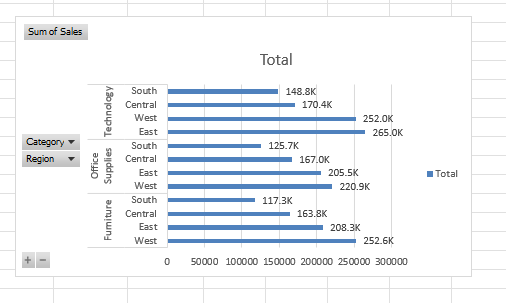 Sum of Sales
Total
Technology
South 148.8K
Central 170.4K
West 252.0K
East 265.0K
Category
Region
Office
Supplies
South 125.7K
Central 167.0K
East 205.5K
West 220.9K
Total
Furniture
South 117.3K
Central 163.8K
East 208.3K
West 252.6K
0 50000 100000 150000 200000 250000 300000
+ −